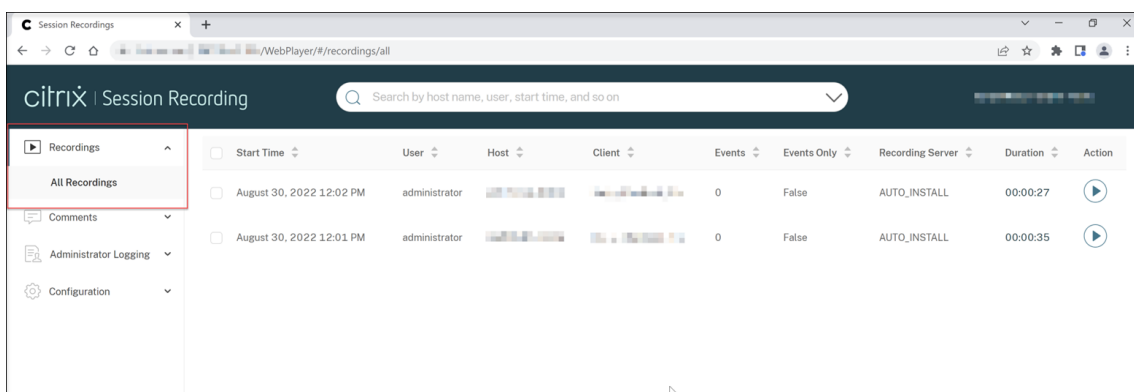 Session Recordings
/WebPlayer/#/recordings/all
citrix | Session Recording
Search by host name, user, start time, and so on
Recordings
All Recordings
Comments
Administrator Logging
Configuration
Start Time User Host Client Events Events Only Recording Server Duration Action
August 30, 2022 12:02 PM administrator 0 False AUTO_INSTALL 00:00:27
August 30, 2022 12:01 PM administrator 0 False AUTO_INSTALL 00:00:35